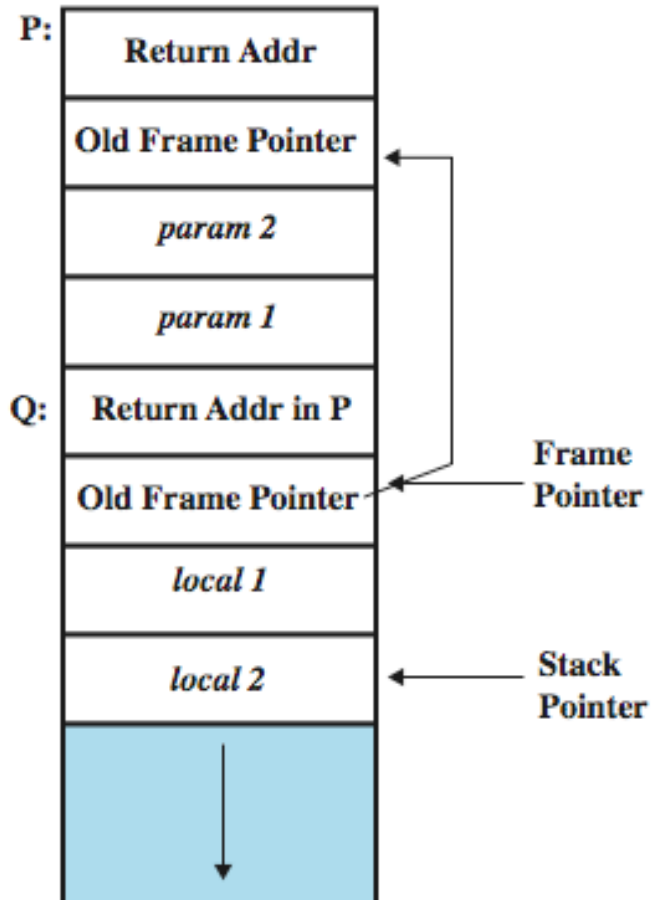 P:
Return Addr
Old Frame Pointer
param 2
param 1
Q:
Return Addr in P
Old Frame Pointer
Frame
Pointer
local 1
local 2
Stack
Pointer